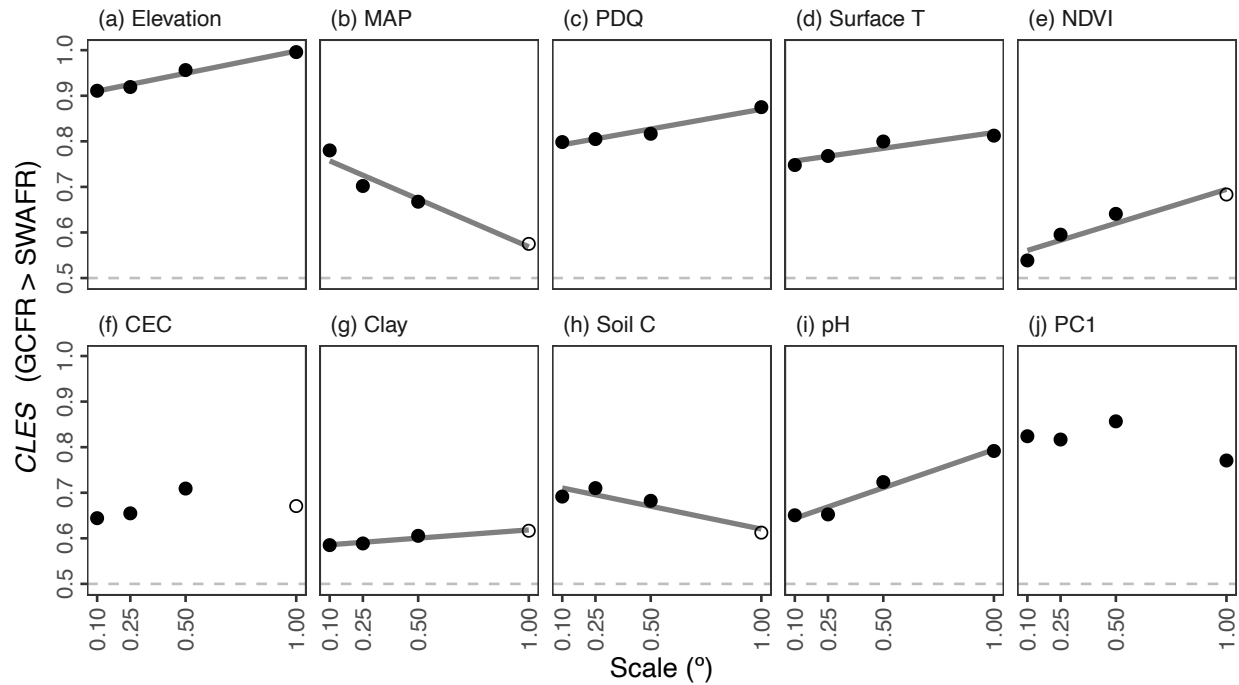 (a) Elevation
(b) MAP
(c) PDQ
(d) Surface T
(e) NDVI
1.0
0.9
0.8
0.7
0.6
0.5
(f) CEC
(g) Clay
(h) Soil C
(i) pH
(j) PC1
1.0
0.9
0.8
0.7
0.6
0.5
CLES (GCFR > SWAFR)
0.10 0.25 0.50 1.00
0.10 0.25 0.50 1.00
0.10 0.25 0.50 1.00
0.10 0.25 0.50 1.00
0.10 0.25 0.50 1.00
Scale (º)